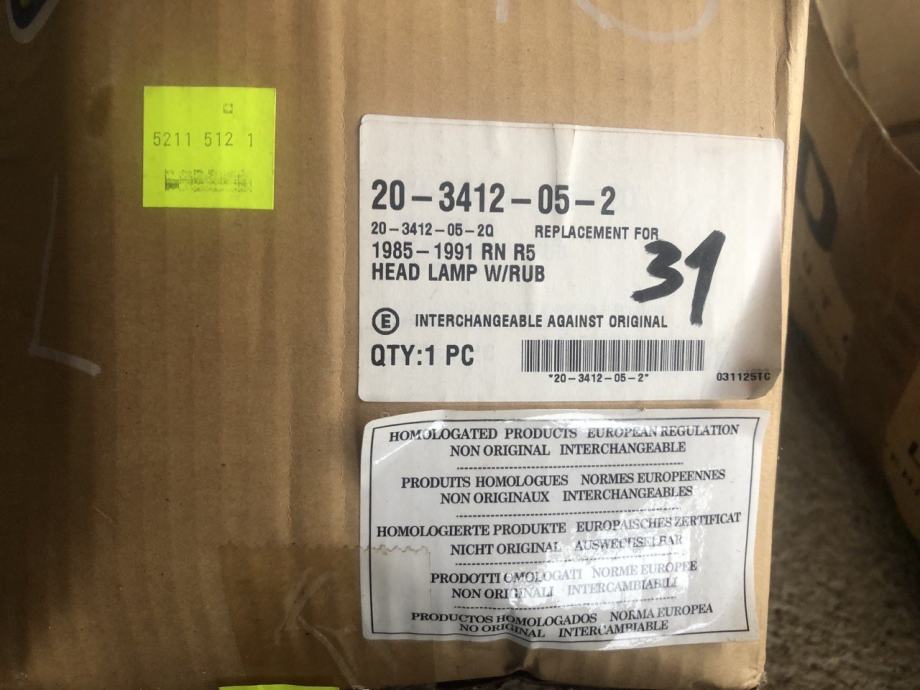 5211 512 1
20-3412-05-2
20-3412-05-2Q REPLACEMENT FOR
1985-1991 RN R5
HEAD LAMP W/RUB
31
E INTERCHANGEABLE AGAINST ORIGINAL
QTY:1 PC
*20-3412-05-2*
031125TC
HOMOLOGATED PRODUCTS EUROPEAN REGULATION
NON ORIGINAL INTERCHANGEABLE
PRODUITS HOMOLOGUES NORMES EUROPEENNES
NON ORIGINAUX INTERCHANGEABLES
HOMOLOGIERTE PRODUKTE EUROPAISCHES ZERTIFICAT
NICHT ORIGINAL AUSWECHSELBAR
PRODOTTI OMOLOGATI NORME EUROPEE
NON ORIGINALI INTERCAMBIABILI
PRODUCTOS HOMOLOGADOS NORMA EUROPEA
NO ORIGINAL INTERCAMBIABLE